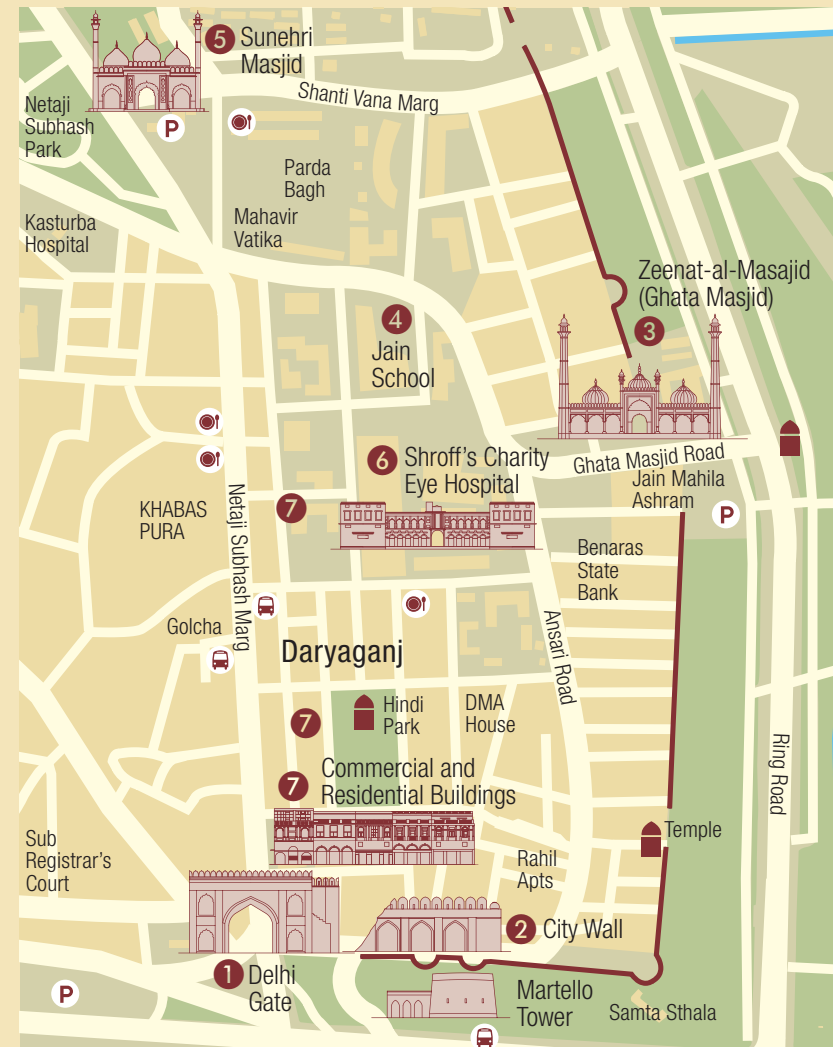 5 Sunehri
Masjid
Shanti Vana Marg
Netaji
Subhash
Park
P
Parda
Bagh
Kasturba
Hospital
Mahavir
Vatika
Zeenat-al-Masajid
(Ghata Masjid)
3
4
Jain
School
6 Shroff's Charity
Eye Hospital
Ghata Masjid Road
Jain Mahila
Ashram
P
KHABAS
PURA
7
Netaji Subhash Marg
Benaras
State
Bank
Golcha
Daryaganj
Ansari Road
Hindi
Park
DMA
House
7
Ring Road
7
Commercial and
Residential Buildings
Temple
Sub
Registrar's
Court
Rahil
Apts
2 City Wall
1 Delhi
Gate
P
Martello
Tower
Samta Sthala